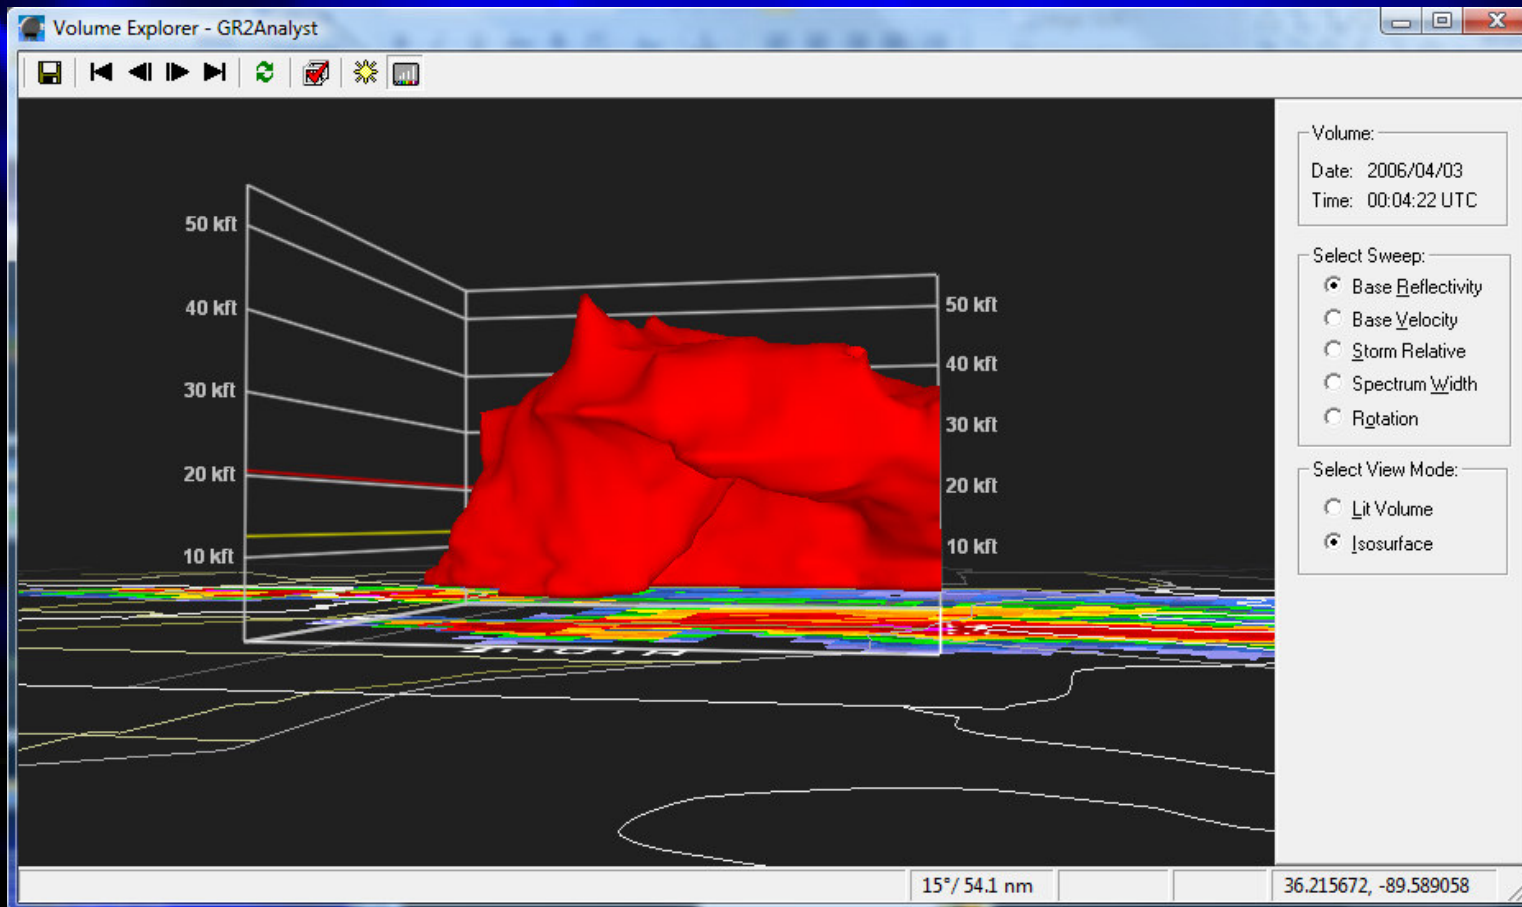 Volume Explorer - GR2Analyst
50 kft
40 kft
30 kft
20 kft
10 kft
50 kft
40 kft
30 kft
20 kft
10 kft
Volume:
Date: 2006/04/03
Time: 00:04:22 UTC
Select Sweep:
Base Reflectivity
Base Velocity
Storm Relative
Spectrum Width
Rotation
Select View Mode:
Lit Volume
Isosurface
15°/ 54.1 nm
36.215672, -89.589058